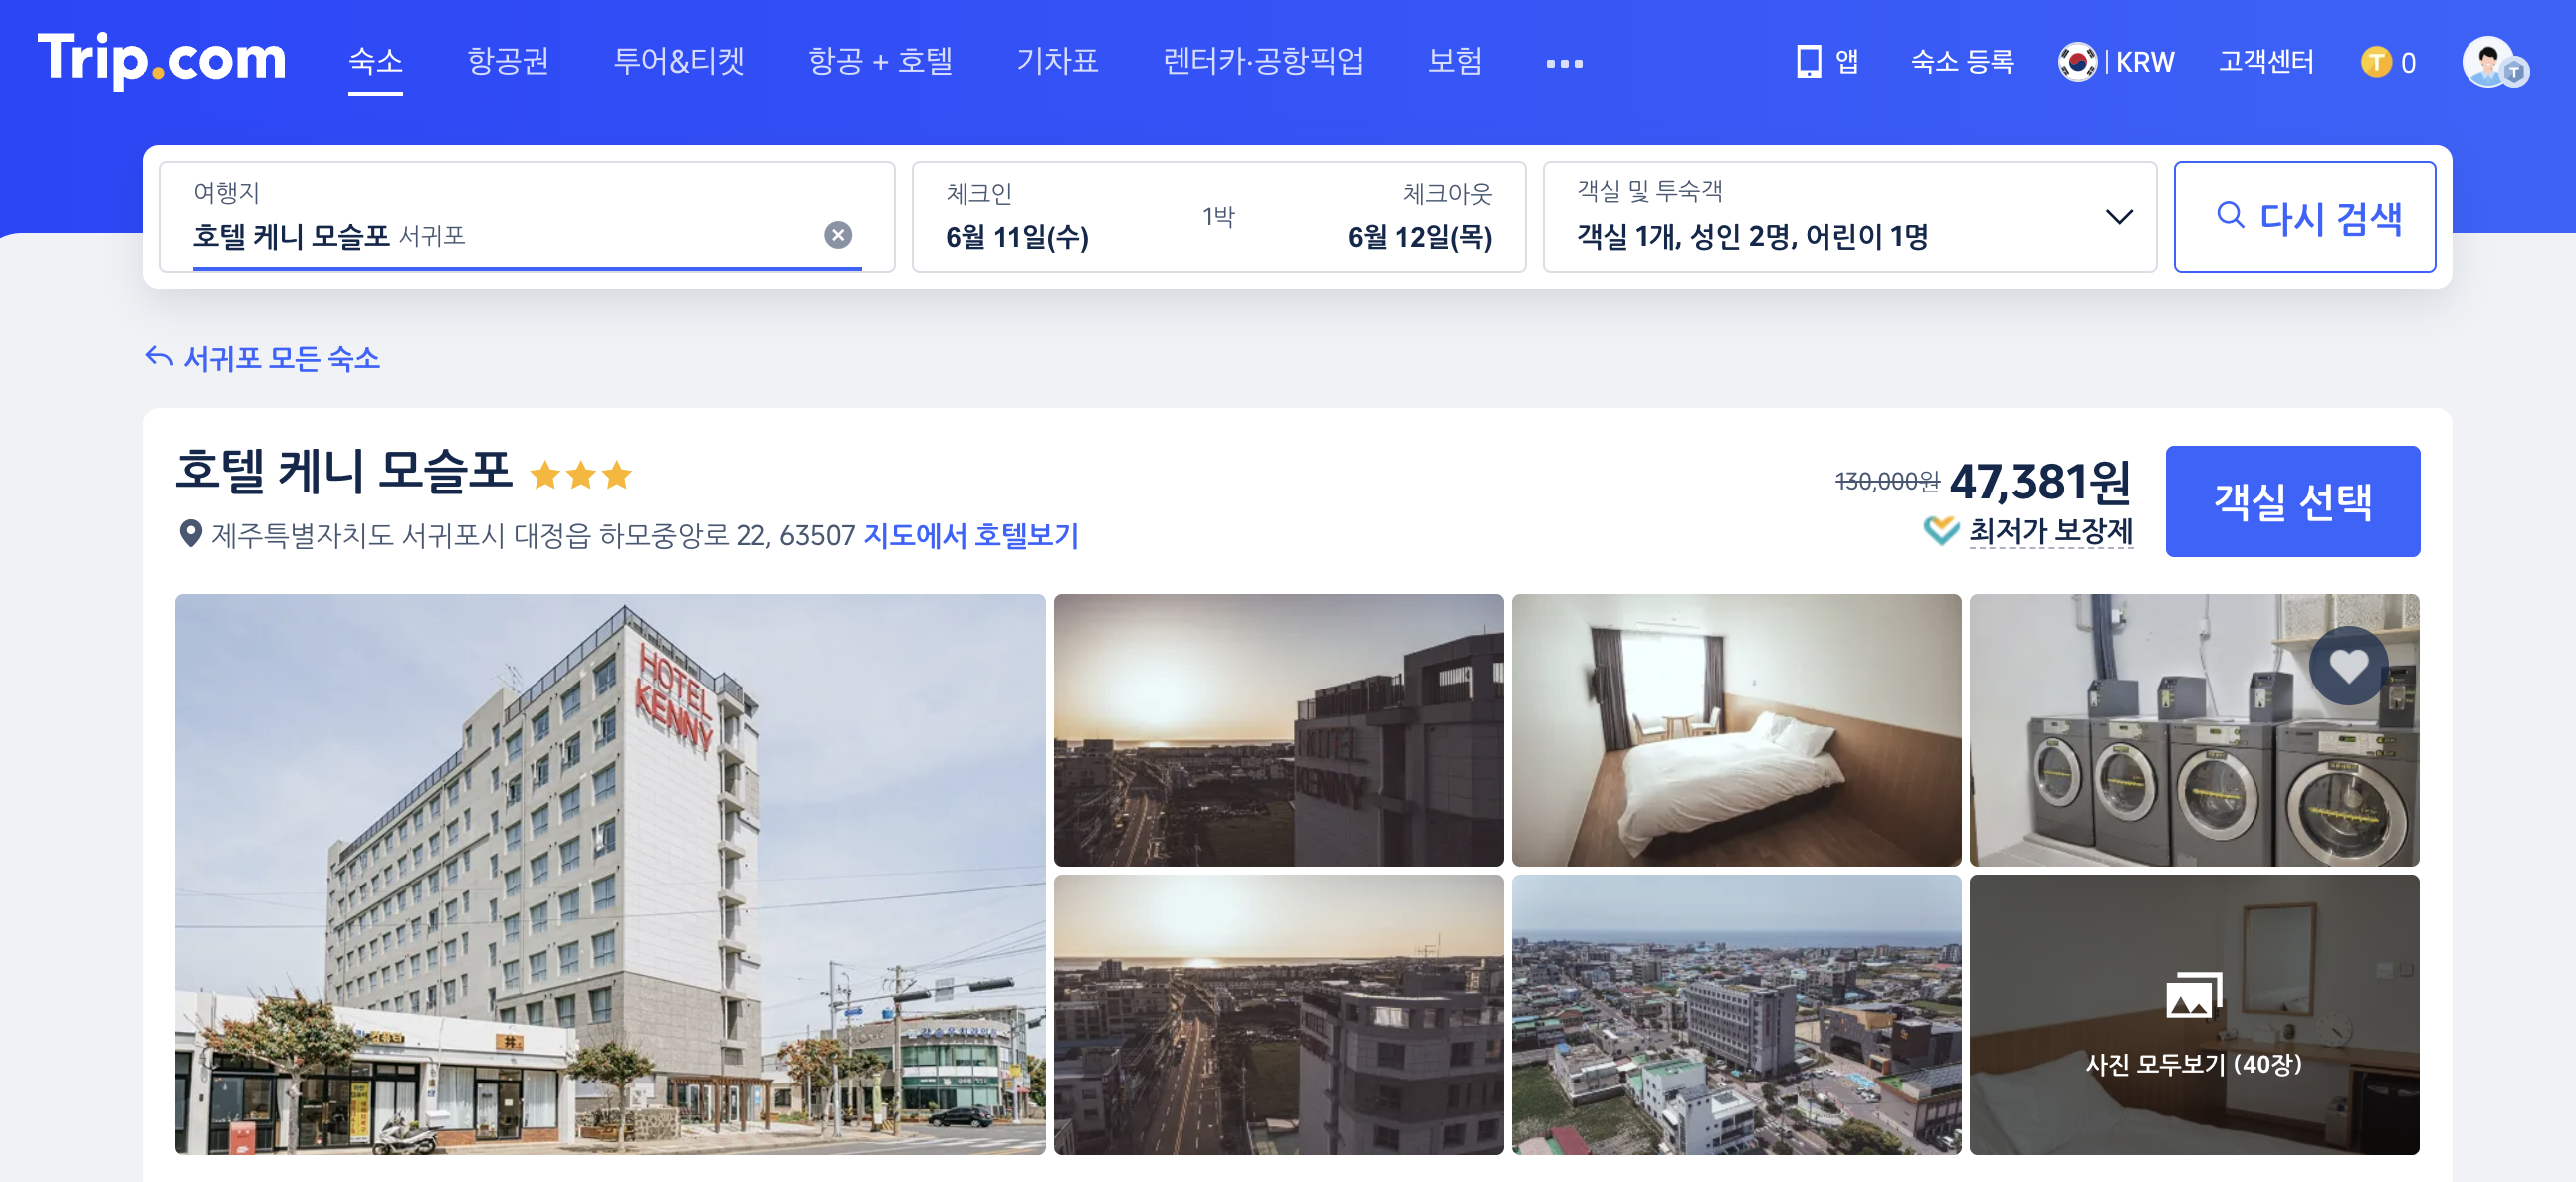 Trip.com 숙소 항공권 투어&티켓 항공 + 호텔 기차표 렌터카·공항픽업 보험 앱 숙소 등록 KRW 고객센터 0
여행지
호텔 케니 모슬포 서귀포
체크인
6월 11일(수)
1박
체크아웃
6월 12일(목)
객실 및 투숙객
객실 1개, 성인 2명, 어린이 1명
다시 검색
서귀포 모든 숙소
호텔 케니 모슬포
제주특별자치도 서귀포시 대정읍 하모중앙로 22, 63507 지도에서 호텔보기
130,000원 47,381원
최저가 보장제
객실 선택
HOTEL
KENNY
HOTEL
KENNY
사진 모두보기 (40장)